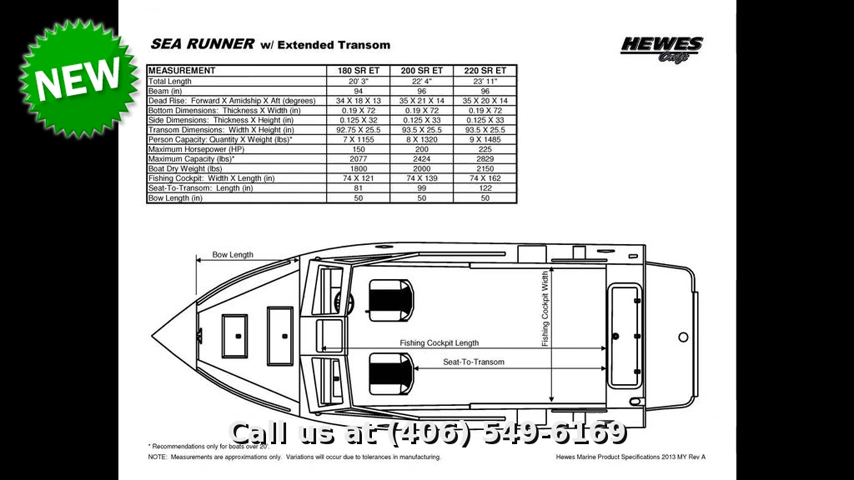 NEW
SEA RUNNER w/ Extended Transom
HEWES
Craft
MEASUREMENT 180 SR ET 200 SR ET 220 SR ET
Total Length 20' 3" 22' 4" 23' 11"
Beam (in) 94 96 96
Dead Rise: Forward X Amidship X Aft (degrees) 34 X 18 X 13 35 X 21 X 14 35 X 20 X 14
Bottom Dimensions: Thickness X Width (in) 0.19 X 72 0.19 X 72 0.19 X 72
Side Dimensions: Thickness X Height (in) 0.125 X 32 0.125 X 33 0.125 X 33
Transom Dimensions: Width X Height (in) 92.75 X 25.5 93.5 X 25.5 93.5 X 25.5
Person Capacity: Quantity X Weight (lbs)* 7 X 1155 8 X 1320 9 X 1485
Maximum Horsepower (HP) 150 200 225
Maximum Capacity (lbs)* 2077 2424 2829
Boat Dry Weight (lbs) 1800 2000 2150
Fishing Cockpit: Width X Length (in) 74 X 121 74 X 139 74 X 162
Seat-To-Transom: Length (in) 81 99 122
Bow Length (in) 50 50 50
Bow Length
Fishing Cockpit Width
Fishing Cockpit Length
Seat-To-Transom
Call us at (406) 549-6169
* Recommendations only for boats over 20'.
NOTE: Measurements are approximations only. Variations will occur due to tolerances in manufacturing.
Hewes Marine Product Specifications 2013 MY Rev A